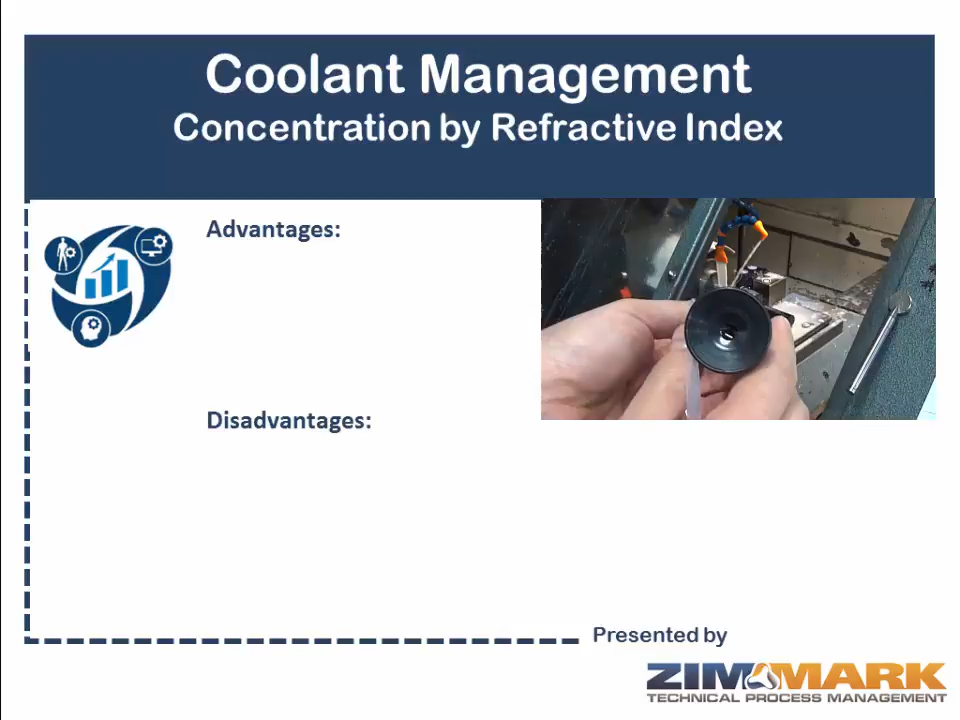 Coolant Management
Concentration by Refractive Index
Advantages:
Disadvantages:
Presented by
ZIMMARK
TECHNICAL PROCESS MANAGEMENT